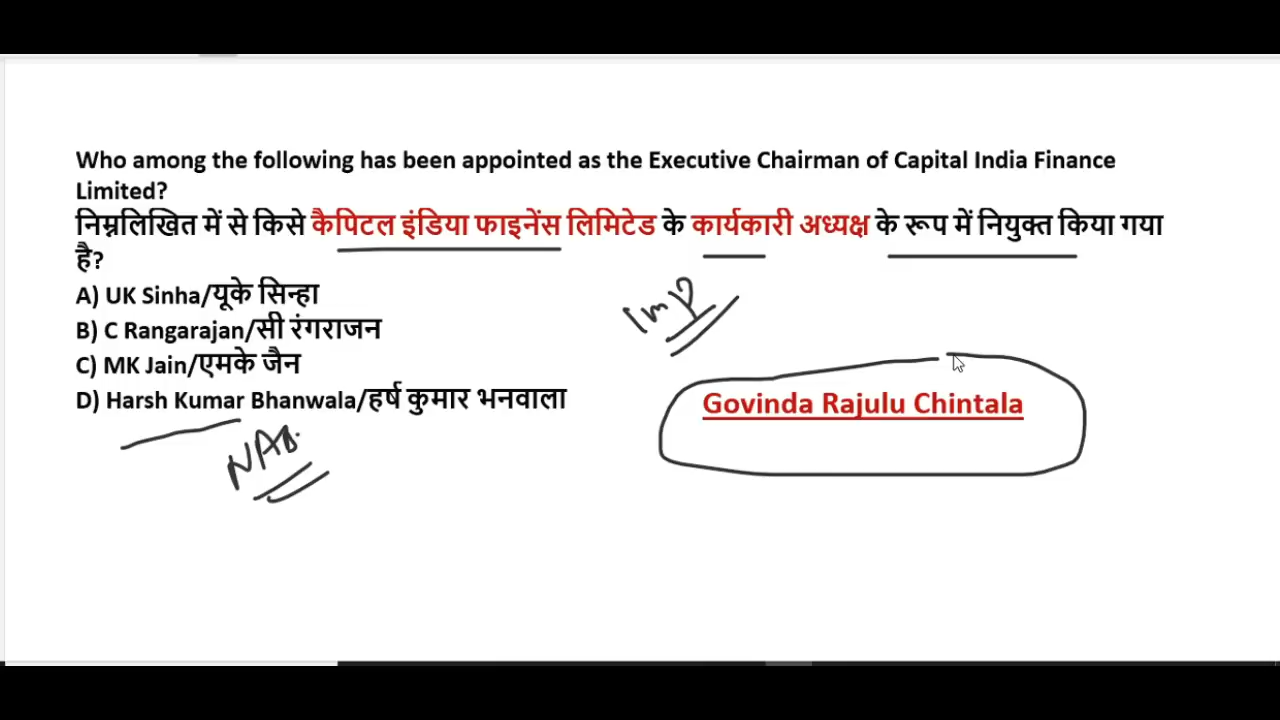 Who among the following has been appointed as the Executive Chairman of Capital India Finance
Limited?
निम्नलिखित में से किसे कैपिटल इंडिया फाइनेंस लिमिटेड के कार्यकारी अध्यक्ष के रूप में नियुक्त किया गया
है?
A) UK Sinha/यूके सिन्हा
B) C Rangarajan/सी रंगराजन
C) MK Jain/एमके जैन
D) Harsh Kumar Bhanwala/हर्ष कुमार भनवाला
Imp
Govinda Rajulu Chintala
NAB.